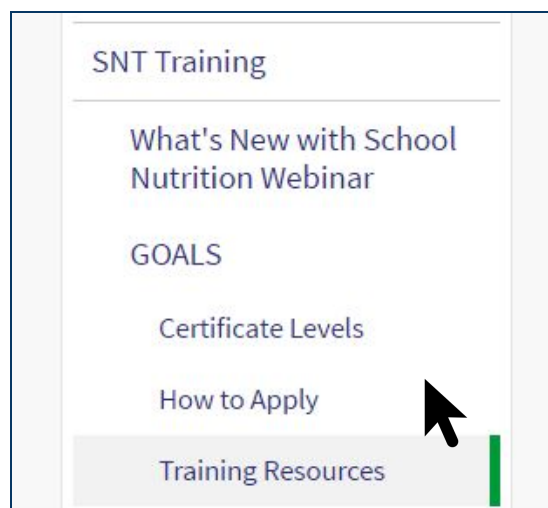 SNT Training
What's New with School
Nutrition Webinar
GOALS
Certificate Levels
How to Apply
Training Resources